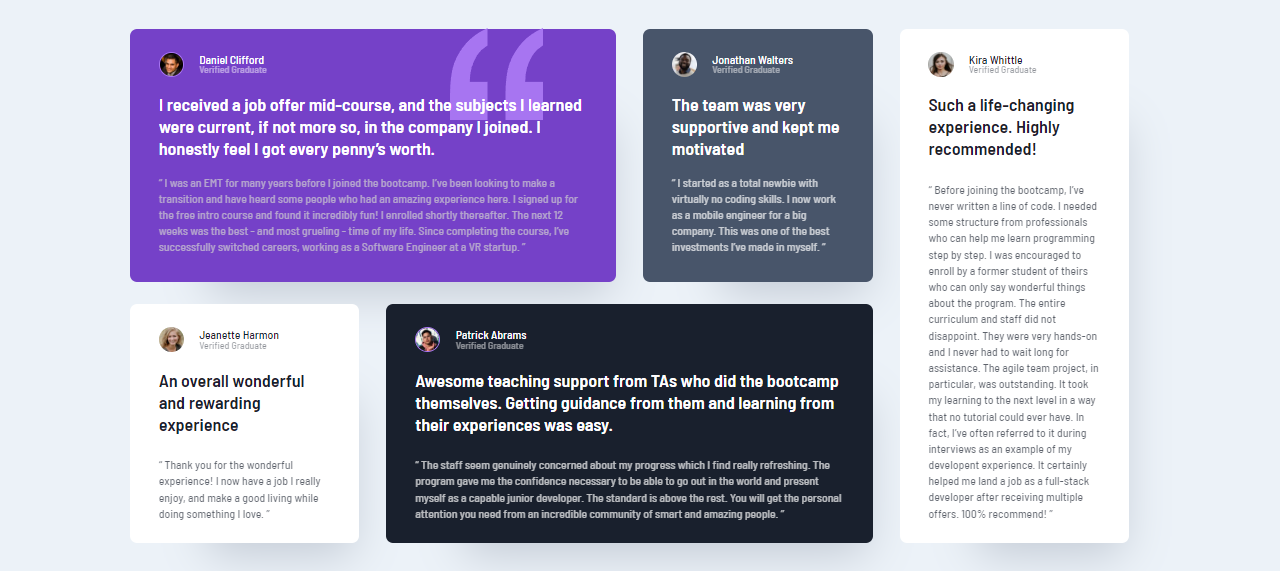 Daniel Clifford
Verified Graduate
I received a job offer mid-course, and the subjects I learned
were current, if not more so, in the company I joined. I
honestly feel I got every penny’s worth.
“ I was an EMT for many years before I joined the bootcamp. I’ve been looking to make a
transition and have heard some people who had an amazing experience here. I signed up for
the free intro course and found it incredibly fun! I enrolled shortly thereafter. The next 12
weeks was the best - and most grueling - time of my life. Since completing the course, I’ve
successfully switched careers, working as a Software Engineer at a VR startup. ”
Jonathan Walters
Verified Graduate
The team was very
supportive and kept me
motivated
“ I started as a total newbie with
virtually no coding skills. I now work
as a mobile engineer for a big
company. This was one of the best
investments I’ve made in myself. ”
Kira Whittle
Verified Graduate
Such a life-changing
experience. Highly
recommended!
“ Before joining the bootcamp, I’ve
never written a line of code. I needed
some structure from professionals
who can help me learn programming
step by step. I was encouraged to
enroll by a former student of theirs
who can only say wonderful things
about the program. The entire
curriculum and staff did not
disappoint. They were very hands-on
and I never had to wait long for
assistance. The agile team project, in
particular, was outstanding. It took
my learning to the next level in a way
that no tutorial could ever have. In
fact, I’ve often referred to it during
interviews as an example of my
developent experience. It certainly
helped me land a job as a full-stack
developer after receiving multiple
offers. 100% recommend! ”
Jeanette Harmon
Verified Graduate
An overall wonderful
and rewarding
experience
“ Thank you for the wonderful
experience! I now have a job I really
enjoy, and make a good living while
doing something I love. ”
Patrick Abrams
Verified Graduate
Awesome teaching support from TAs who did the bootcamp
themselves. Getting guidance from them and learning from
their experiences was easy.
“ The staff seem genuinely concerned about my progress which I find really refreshing. The
program gave me the confidence necessary to be able to go out in the world and present
myself as a capable junior developer. The standard is above the rest. You will get the personal
attention you need from an incredible community of smart and amazing people. ”